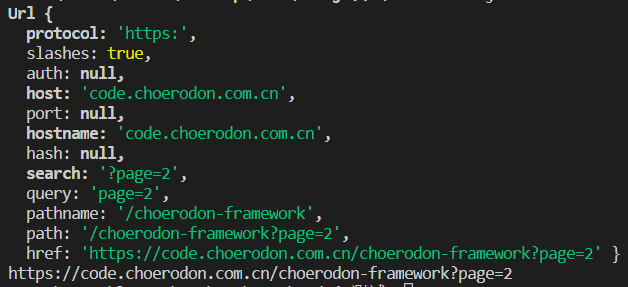 Url {
  protocol: 'https:',
  slashes: true,
  auth: null,
  host: 'code.choerodon.com.cn',
  port: null,
  hostname: 'code.choerodon.com.cn',
  hash: null,
  search: '?page=2',
  query: 'page=2',
  pathname: '/choerodon-framework',
  path: '/choerodon-framework?page=2',
  href: 'https://code.choerodon.com.cn/choerodon-framework?page=2' }
https://code.choerodon.com.cn/choerodon-framework?page=2